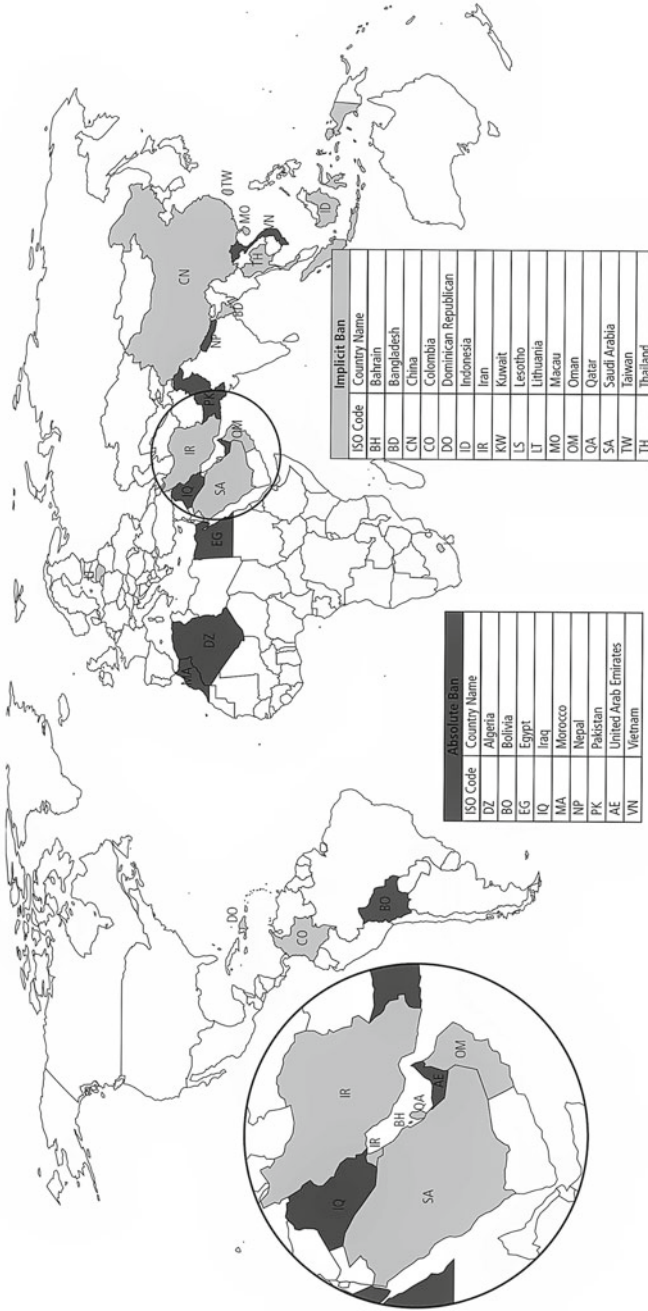 CN
TW
MO
VN
TH
ID
NP
BD
PK
IR
IQ
OM
SA
EG
DZ
MA
DO
CO
BO
IR
IQ
IR
BH
QA
AE
OM
SA
Absolute Ban
ISO Code Country Name
DZ Algeria
BO Bolivia
EG Egypt
IQ Iraq
MA Morocco
NP Nepal
PK Pakistan
AE United Arab Emirates
VN Vietnam
Implicit Ban
ISO Code Country Name
BH Bahrain
BD Bangladesh
CN China
CO Colombia
DO Dominican Republican
ID Indonesia
IR Iran
KW Kuwait
LS Lesotho
LT Lithuania
MO Macau
OM Oman
QA Qatar
SA Saudi Arabia
TW Taiwan
TH Thailand